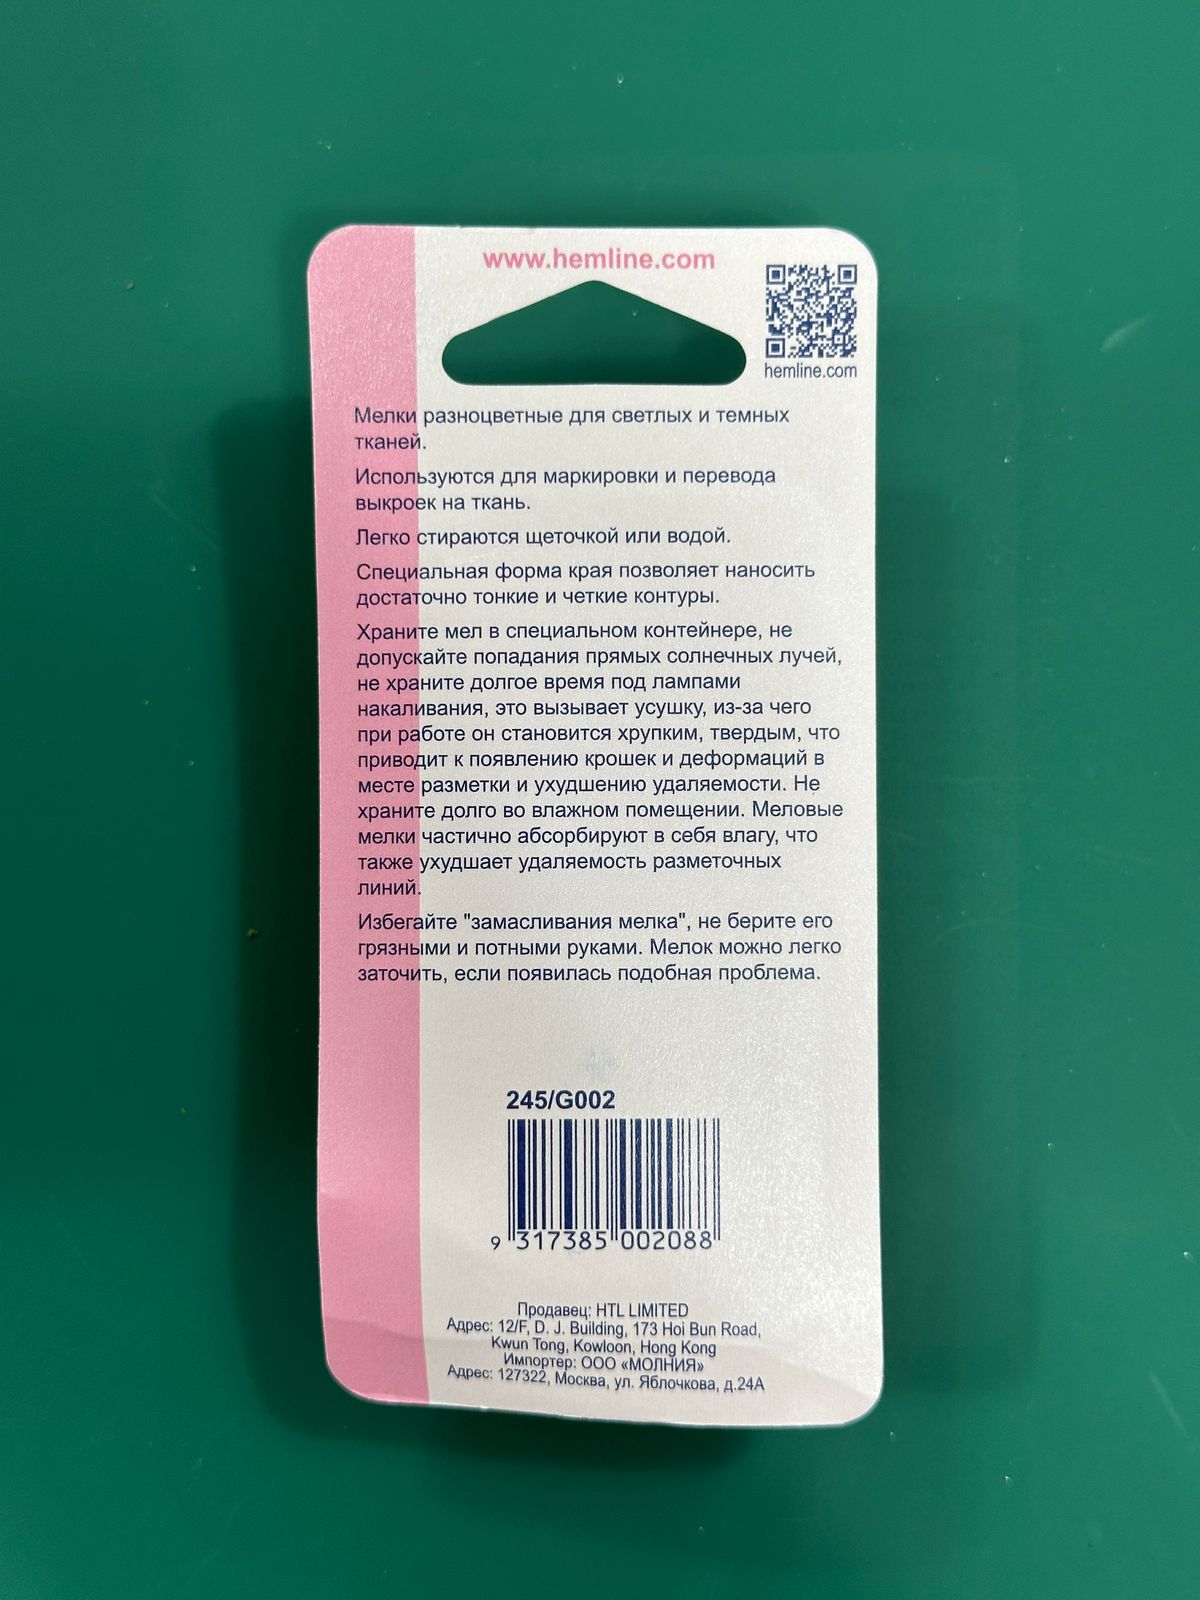 www.hemline.com
hemline.com
Мелки разноцветные для светлых и темных
тканей.
Используются для маркировки и перевода
выкроек на ткань.
Легко стираются щеточкой или водой.
Специальная форма края позволяет наносить
достаточно тонкие и четкие контуры.
Храните мел в специальном контейнере, не
допускайте попадания прямых солнечных лучей,
не храните долгое время под лампами
накаливания, это вызывает усушку, из-за чего
при работе он становится хрупким, твердым, что
приводит к появлению крошек и деформаций в
месте разметки и ухудшению удаляемости. Не
храните долго во влажном помещении. Меловые
мелки частично абсорбируют в себя влагу, что
также ухудшает удаляемость разметочных
линий.
Избегайте "замасливания мелка", не берите его
грязными и потными руками. Мелок можно легко
заточить, если появилась подобная проблема.
245/G002
9 317385 002088
Продавец: HTL LIMITED
Адрес: 12/F, D. J. Building, 173 Hoi Bun Road,
Kwun Tong, Kowloon, Hong Kong
Импортер: ООО «МОЛНИЯ»
Адрес: 127322, Москва, ул. Яблочкова, д.24А